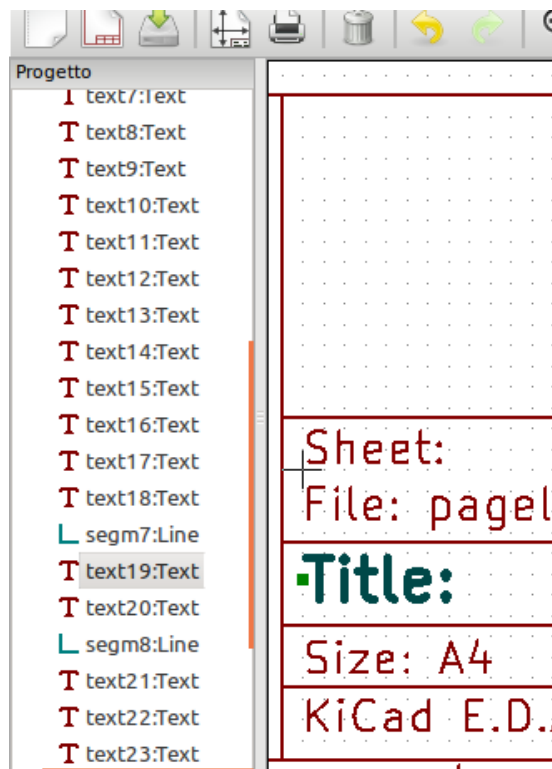 Progetto
text7:Text
text8:Text
text9:Text
text10:Text
text11:Text
text12:Text
text13:Text
text14:Text
text15:Text
text16:Text
text17:Text
text18:Text
segm7:Line
text19:Text
text20:Text
segm8:Line
text21:Text
text22:Text
text23:Text
Sheet:
File: pagel
Title:
Size: A4
KiCad E.D.